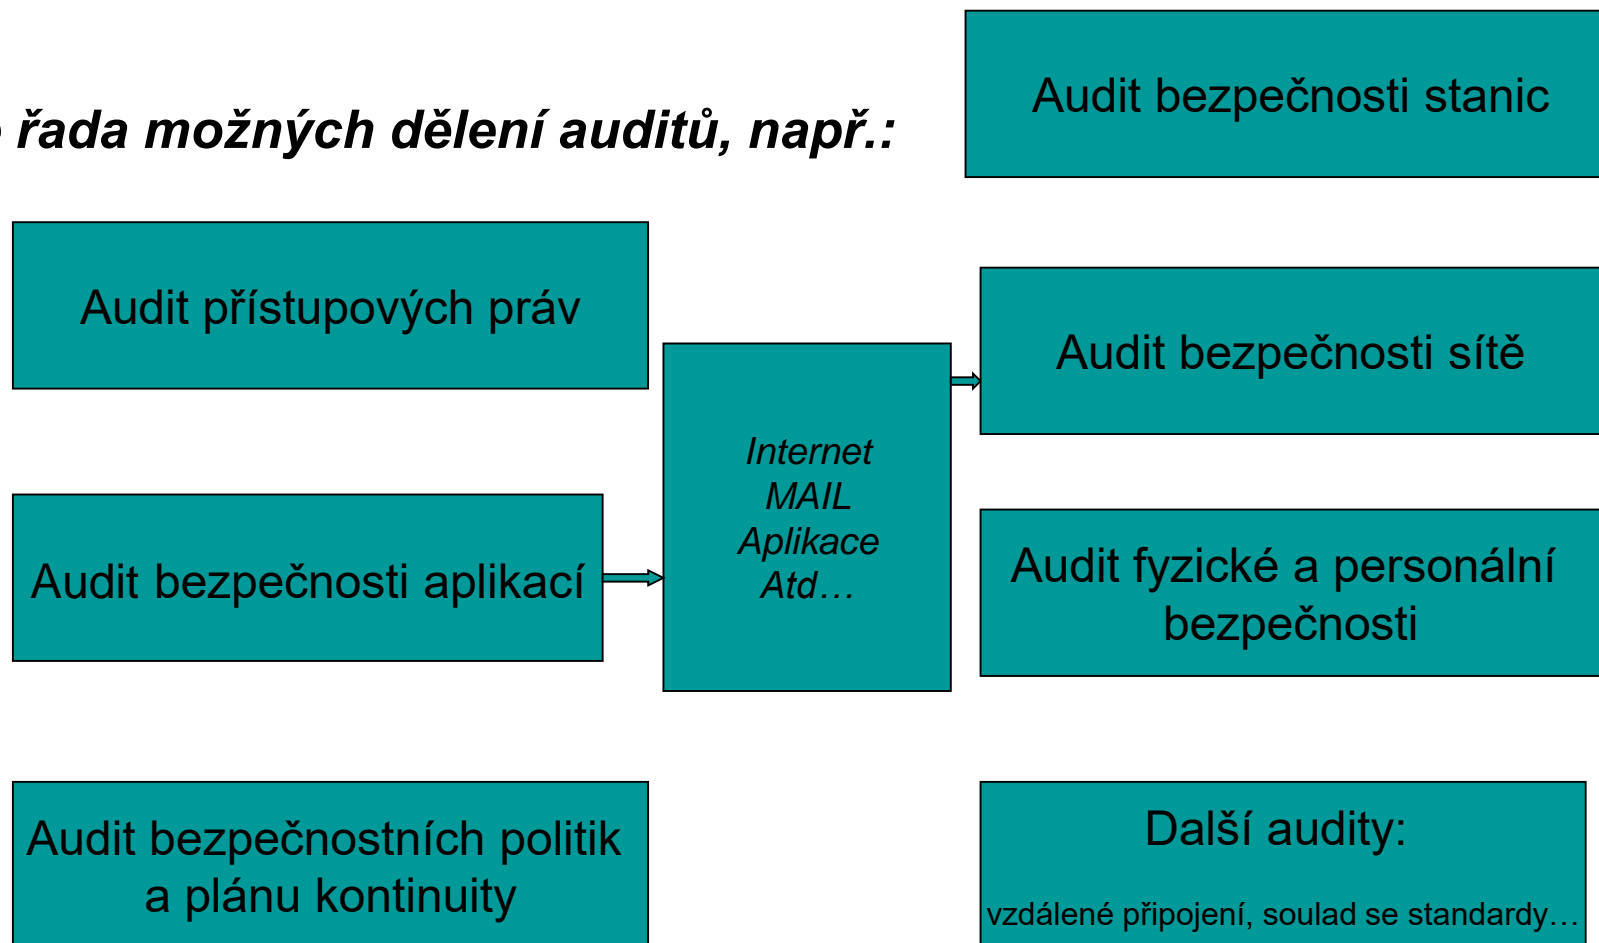 řada možných dělení auditů, např.:
Audit bezpečnosti stanic
Audit přístupových práv
Audit bezpečnosti sítě
Internet
MAIL
Aplikace
Atd…
Audit bezpečnosti aplikací
Audit fyzické a personální
bezpečnosti
Audit bezpečnostních politik
a plánu kontinuity
Další audity:
vzdálené připojení, soulad se standardy…